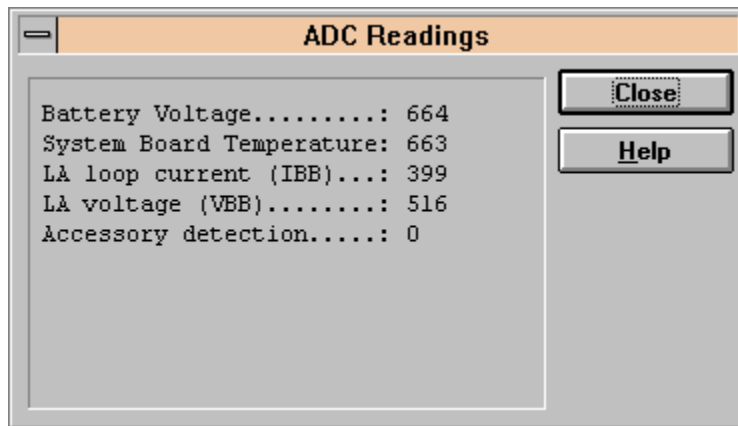 ADC Readings
Battery Voltage.........: 664
System Board Temperature: 663
LA loop current (IBB)...: 399
LA voltage (VBB)........: 516
Accessory detection.....: 0
Close
Help